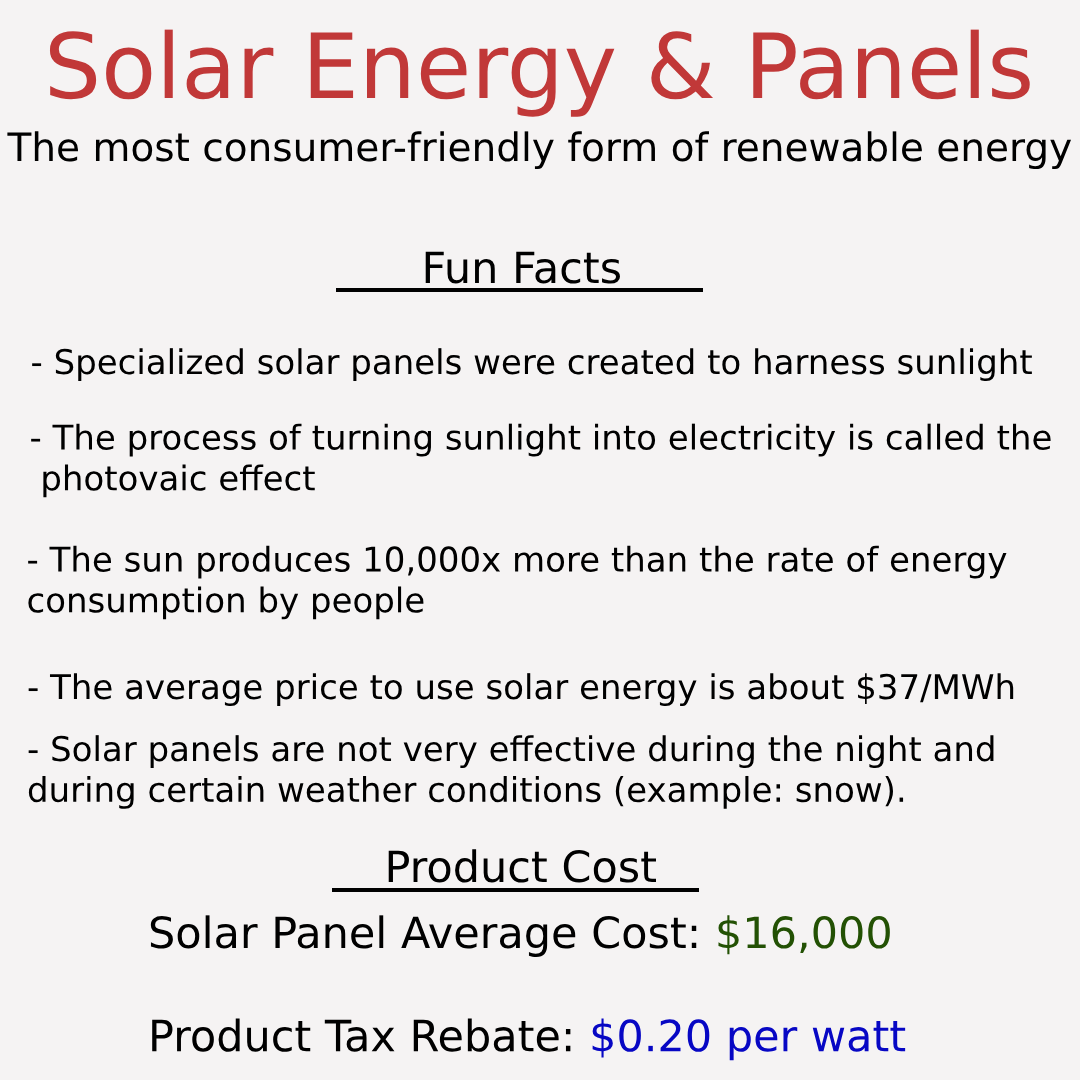 Solar Energy & Panels
The most consumer-friendly form of renewable energy
Fun Facts
- Specialized solar panels were created to harness sunlight
- The process of turning sunlight into electricity is called the
photovaic effect
- The sun produces 10,000x more than the rate of energy
consumption by people
- The average price to use solar energy is about $37/MWh
- Solar panels are not very effective during the night and
during certain weather conditions (example: snow).
Product Cost
Solar Panel Average Cost: $16,000
Product Tax Rebate: $0.20 per watt